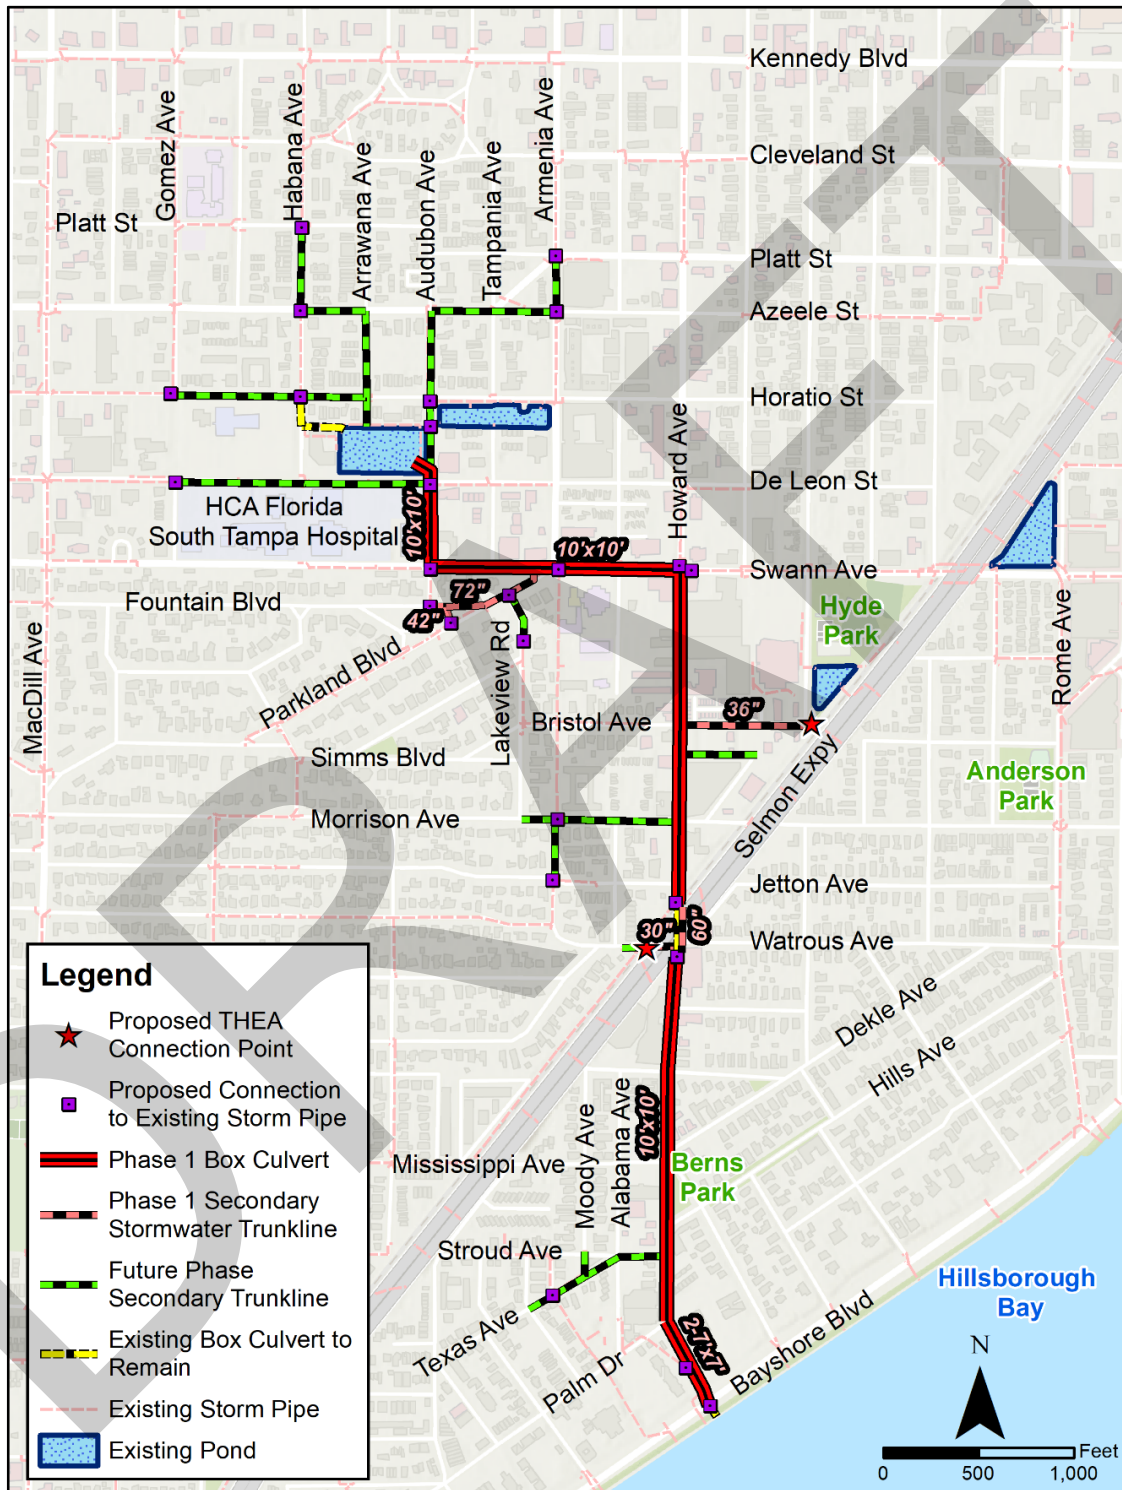 Kennedy Blvd
Gomez Ave
Habana Ave
Arrawana Ave
Audubon Ave
Tampania Ave
Armenia Ave
Cleveland St
Platt St
Platt St
Azeele St
Horatio St
Howard Ave
De Leon St
HCA Florida
South Tampa Hospital
10'x10'
10'x10'
Swann Ave
Fountain Blvd
72"
42"
Hyde
Park
MacDill Ave
Parkland Blvd
Lakeview Rd
Rome Ave
Bristol Ave
36"
Simms Blvd
Selmon Expy
Anderson
Park
Morrison Ave
Jetton Ave
30"
60"
Watrous Ave
Dekle Ave
Hills Ave
Moody Ave
Alabama Ave
10'x10'
Mississippi Ave
Berns
Park
Stroud Ave
Texas Ave
Palm Dr
2-7'x7'
Bayshore Blvd
Hillsborough
Bay
Legend
Proposed THEA
Connection Point
Proposed Connection
to Existing Storm Pipe
Phase 1 Box Culvert
Phase 1 Secondary
Stormwater Trunkline
Future Phase
Secondary Trunkline
Existing Box Culvert to
Remain
Existing Storm Pipe
Existing Pond
N
Feet
0 500 1,000
DRAFT